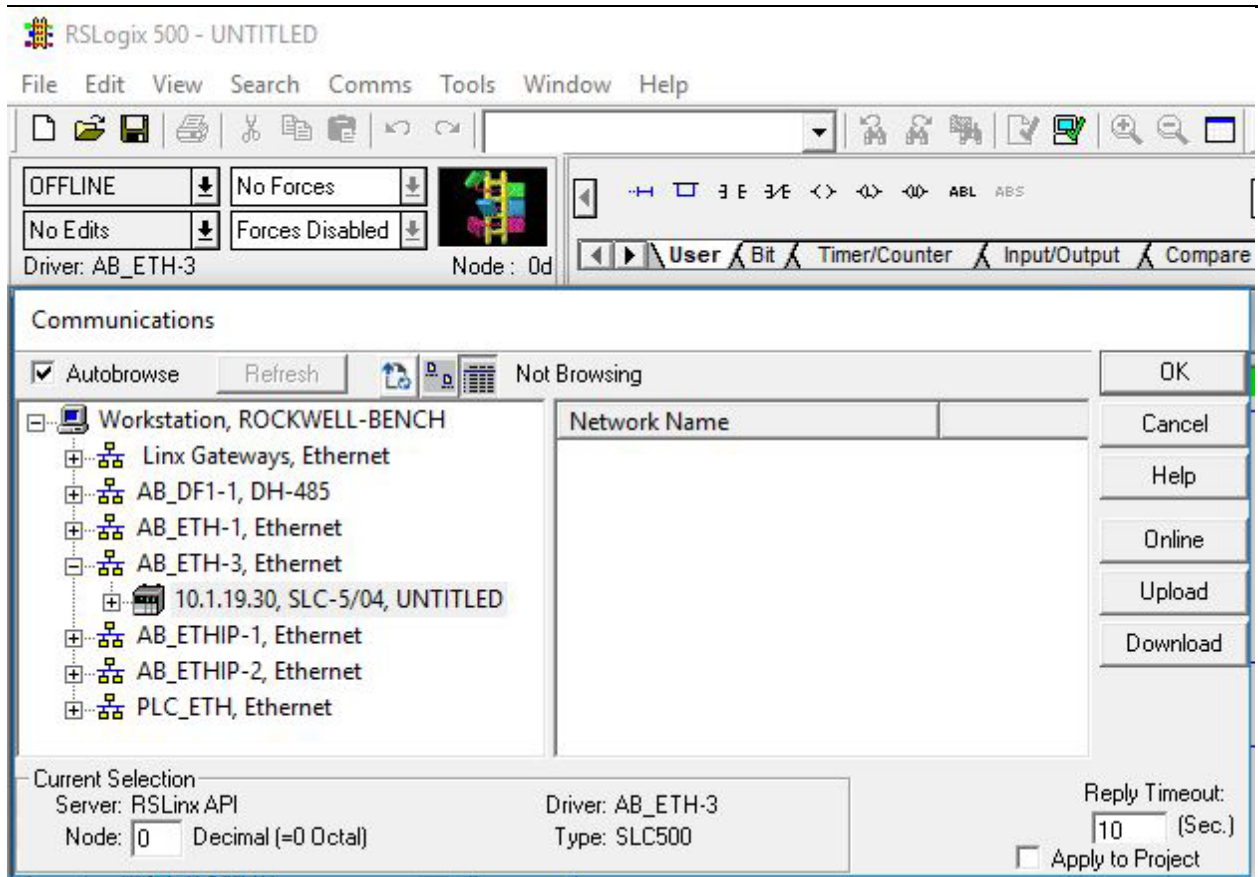 RSLogix 500 - UNTITLED
File Edit View Search Comms Tools Window Help
OFFLINE No Forces
No Edits Forces Disabled
Driver: AB_ETH-3 Node : 0d
ABL ABS
User Bit Timer/Counter Input/Output Compare
Communications
Autobrowse Refresh Not Browsing OK
Workstation, ROCKWELL-BENCH Network Name Cancel
Linx Gateways, Ethernet
Help
AB_DF1-1, DH-485
AB_ETH-1, Ethernet
Online
AB_ETH-3, Ethernet
10.1.19.30, SLC-5/04, UNTITLED Upload
AB_ETHIP-1, Ethernet Download
AB_ETHIP-2, Ethernet
PLC_ETH, Ethernet
Current Selection
Server: RSLinx API Driver: AB_ETH-3 Reply Timeout:
Node: 0 Decimal (=0 Octal) Type: SLC500 10 (Sec.)
Apply to Project